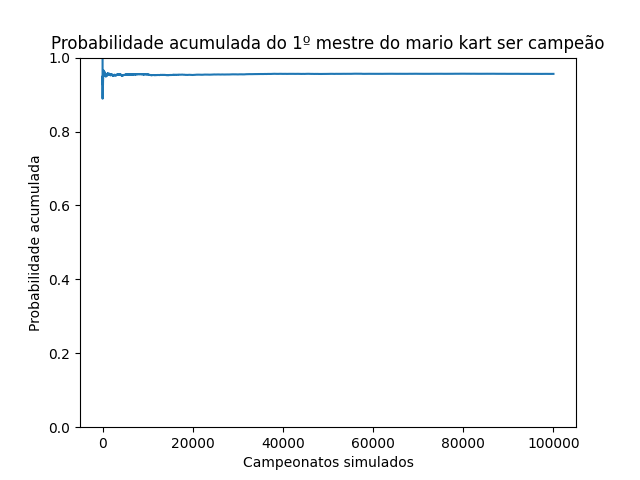 Probabilidade acumulada do 1º mestre do mario kart ser campeão
1.0
0.8
0.6
0.4
0.2
0.0
Probabilidade acumulada
0 20000 40000 60000 80000 100000
Campeonatos simulados